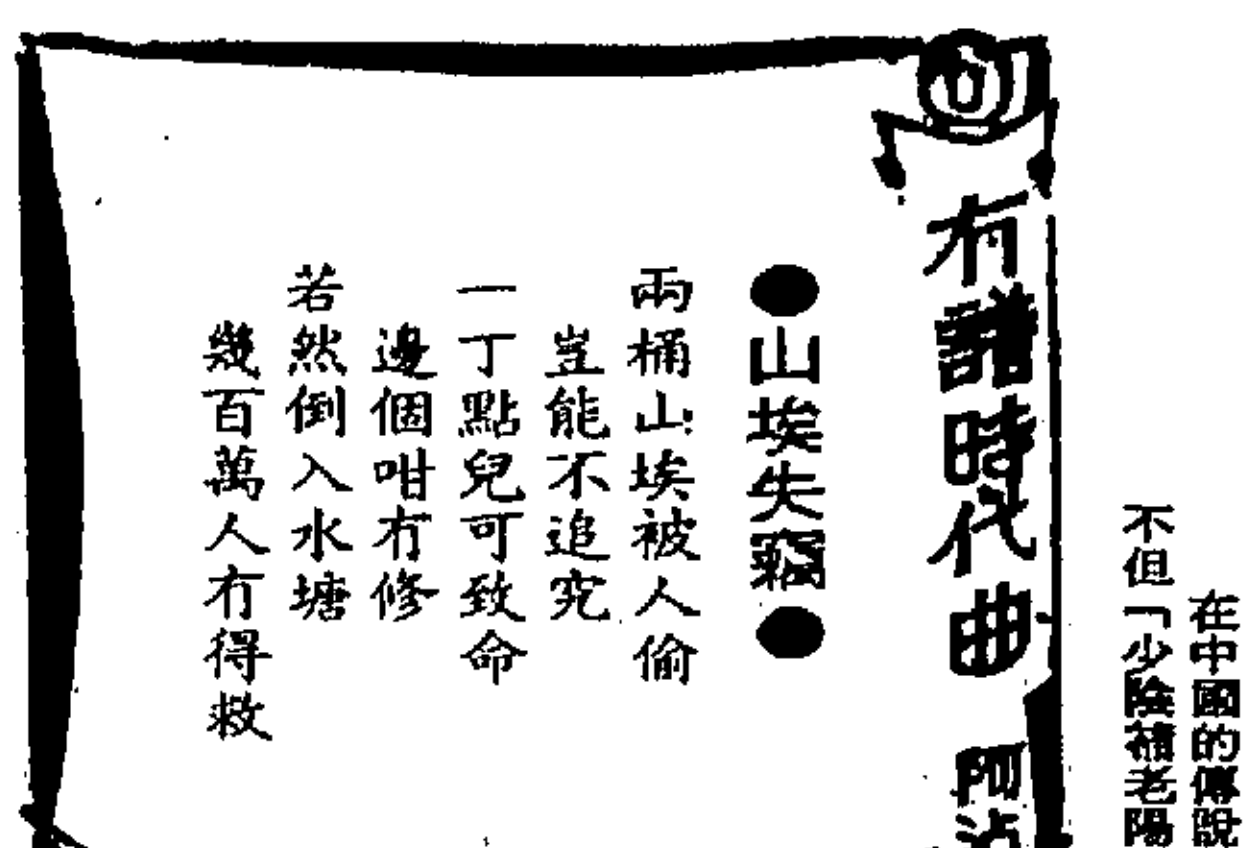 在中國的傳說
不但「少陰補老陽
冇譜時代曲 阿沾
●山埃失竊●
兩桶山埃被人偷
豈能不追究
一丁點兒可致命
邊個咁冇修
若然倒入水塘
幾百萬人冇得救